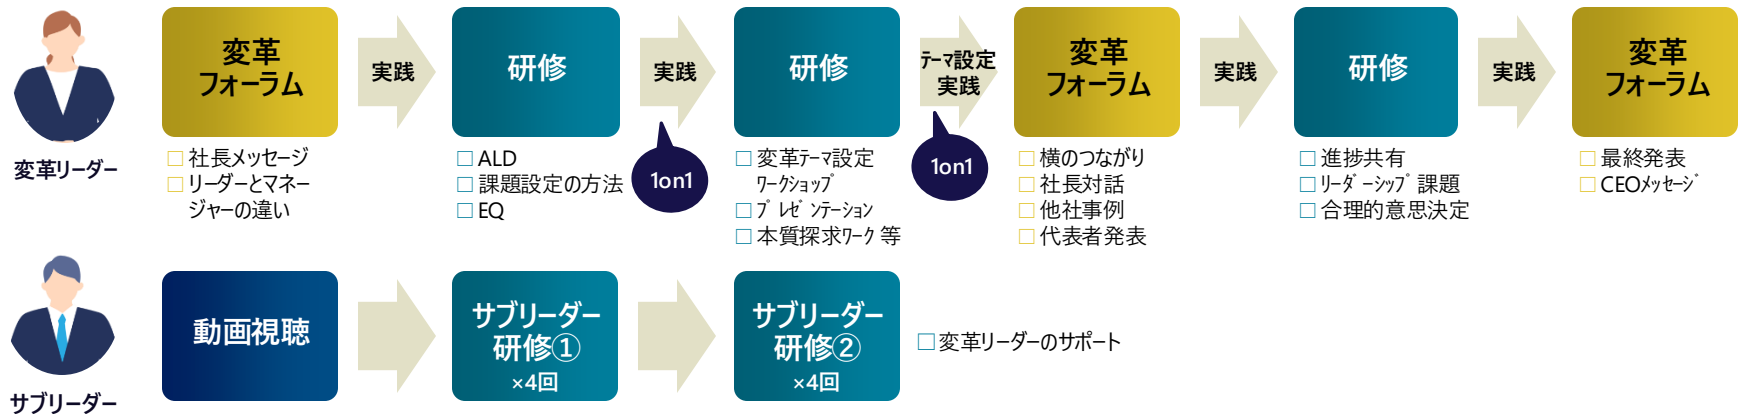 変革リーダー
変革
フォーラム
□ 社長メッセージ
□ リーダーとマネー
ジャーの違い
実践
研修
□ ALD
□ 課題設定の方法
□ EQ
実践
1on1
研修
□ 変革ﾃｰﾏ設定
ﾜｰｸｼｮｯﾌﾟ
□ ﾌﾟﾚｾﾞﾝﾃｰｼｮﾝ
□ 本質探求ﾜｰｸ 等
ﾃｰﾏ設定
実践
1on1
変革
フォーラム
□ 横のつながり
□ 社長対話
□ 他社事例
□ 代表者発表
実践
研修
□ 進捗共有
□ ﾘｰﾀﾞｰｼｯﾌﾟ課題
□ 合理的意思決定
実践
変革
フォーラム
□ 最終発表
□ CEOﾒｯｾｰｼﾞ
サブリーダー
動画視聴
サブリーダー
研修①
×4回
サブリーダー
研修②
×4回
□ 変革リーダーのサポート